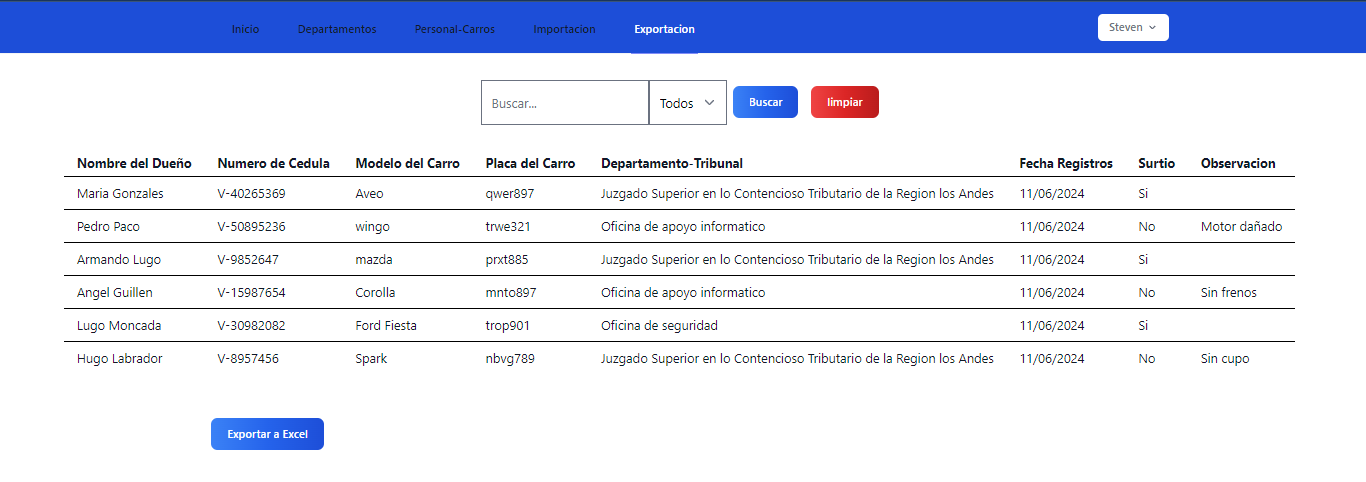 Inicio Departamentos Personal-Carros Importacion Exportacion Steven
Buscar... Todos Buscar limpiar
Nombre del Dueño Numero de Cedula Modelo del Carro Placa del Carro Departamento-Tribunal Fecha Registros Surtio Observacion
Maria Gonzales V-40265369 Aveo qwer897 Juzgado Superior en lo Contencioso Tributario de la Region los Andes 11/06/2024 Si
Pedro Paco V-50895236 wingo trwe321 Oficina de apoyo informatico 11/06/2024 No Motor dañado
Armando Lugo V-9852647 mazda prxt885 Juzgado Superior en lo Contencioso Tributario de la Region los Andes 11/06/2024 Si
Angel Guillen V-15987654 Corolla mnto897 Oficina de apoyo informatico 11/06/2024 No Sin frenos
Lugo Moncada V-30982082 Ford Fiesta trop901 Oficina de seguridad 11/06/2024 Si
Hugo Labrador V-8957456 Spark nbvg789 Juzgado Superior en lo Contencioso Tributario de la Region los Andes 11/06/2024 No Sin cupo
Exportar a Excel